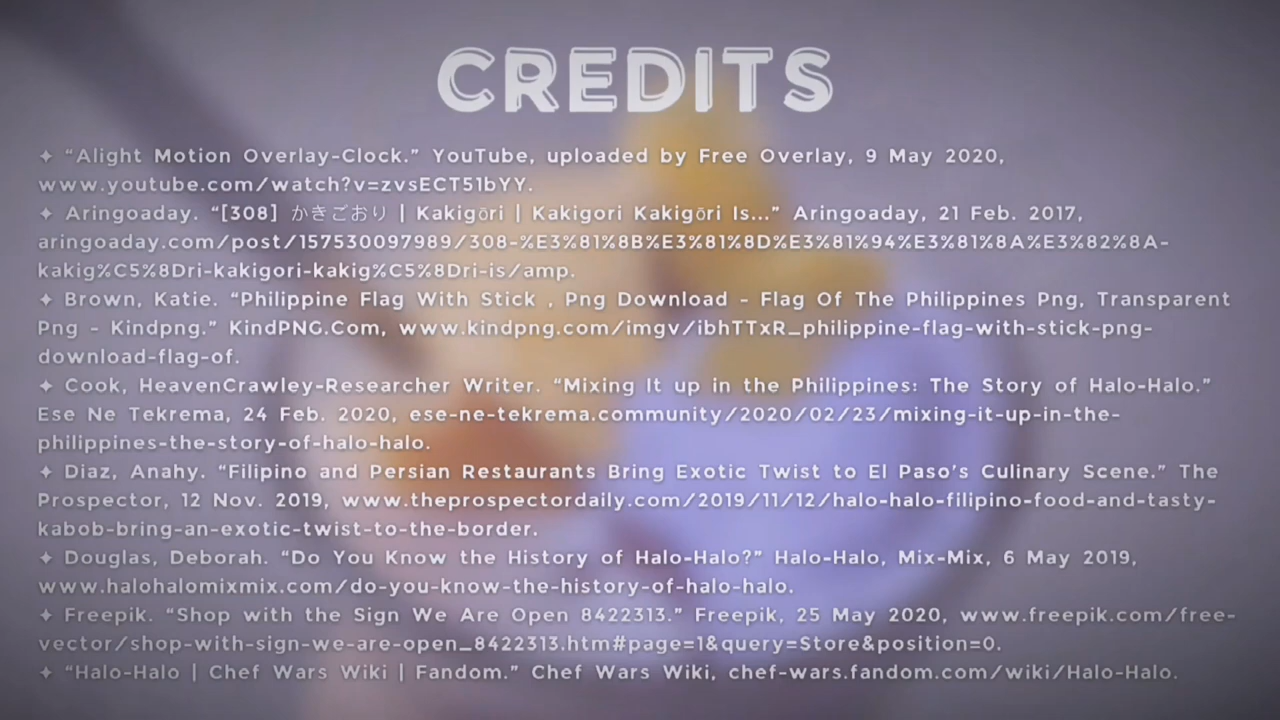 CREDITS
✦ “Alight Motion Overlay-Clock.” YouTube, uploaded by Free Overlay, 9 May 2020,
www.youtube.com/watch?v=zvsECT51bYY.
✦ Aringoaday. “[308] かきごおり | Kakigōri | Kakigori Kakigōri Is...” Aringoaday, 21 Feb. 2017,
aringoaday.com/post/157530097989/308-%E3%81%8B%E3%81%8D%E3%81%94%E3%81%8A%E3%82%8A-
kakig%C5%8Dri-kakigori-kakig%C5%8Dri-is/amp.
✦ Brown, Katie. “Philippine Flag With Stick , Png Download - Flag Of The Philippines Png, Transparent
Png - Kindpng.” KindPNG.Com, www.kindpng.com/imgv/ibhTTxR_philippine-flag-with-stick-png-
download-flag-of.
✦ Cook, HeavenCrawley-Researcher Writer. “Mixing It up in the Philippines: The Story of Halo-Halo.”
Ese Ne Tekrema, 24 Feb. 2020, ese-ne-tekrema.community/2020/02/23/mixing-it-up-in-the-
philippines-the-story-of-halo-halo.
✦ Diaz, Anahy. “Filipino and Persian Restaurants Bring Exotic Twist to El Paso’s Culinary Scene.” The
Prospector, 12 Nov. 2019, www.theprospectordaily.com/2019/11/12/halo-halo-filipino-food-and-tasty-
kabob-bring-an-exotic-twist-to-the-border.
✦ Douglas, Deborah. “Do You Know the History of Halo-Halo?” Halo-Halo, Mix-Mix, 6 May 2019,
www.halohalomixmix.com/do-you-know-the-history-of-halo-halo.
✦ Freepik. “Shop with the Sign We Are Open 8422313.” Freepik, 25 May 2020, www.freepik.com/free-
vector/shop-with-sign-we-are-open_8422313.htm#page=1&query=Store&position=0.
✦ “Halo-Halo | Chef Wars Wiki | Fandom.” Chef Wars Wiki, chef-wars.fandom.com/wiki/Halo-Halo.